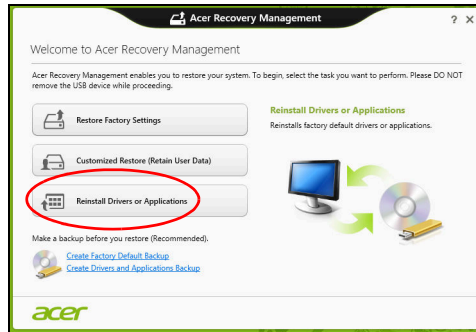 Acer Recovery Management
? X
Welcome to Acer Recovery Management
Acer Recovery Management enables you to restore your system. To begin, select the task you want to perform. Please DO NOT
remove the USB device while proceeding.
Restore Factory Settings
Customized Restore (Retain User Data)
Reinstall Drivers or Applications
Reinstall Drivers or Applications
Reinstalls factory default drivers or applications.
Make a backup before you restore (Recommended).
Create Factory Default Backup
Create Drivers and Applications Backup
acer